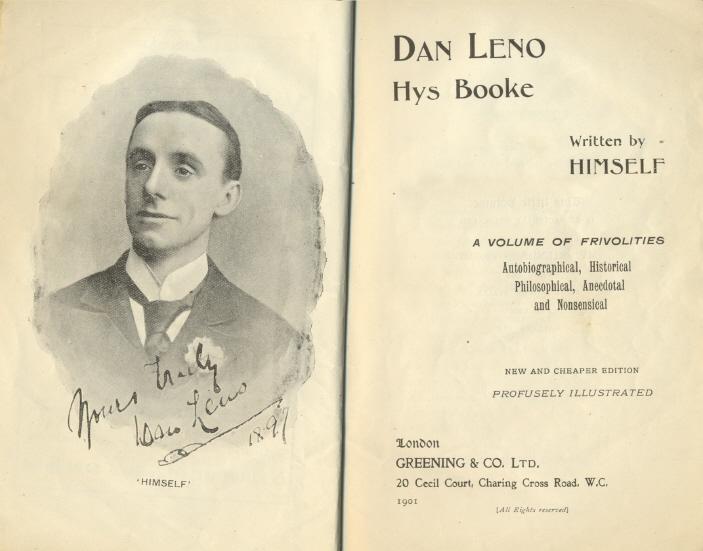 Yours truly
Dan Leno
1897
'HIMSELF'
DAN LENO
HYS BOOKE
Written by
HIMSELF
A VOLUME OF FRIVOLITIES
Autobiographical, Historical
Philosophical, Anecdotal
and Nonsensical
NEW AND CHEAPER EDITION
PROFUSELY ILLUSTRATED
London
GREENING & CO. LTD.
20 Cecil Court, Charing Cross Road, W.C.
1901
[All Rights reserved]